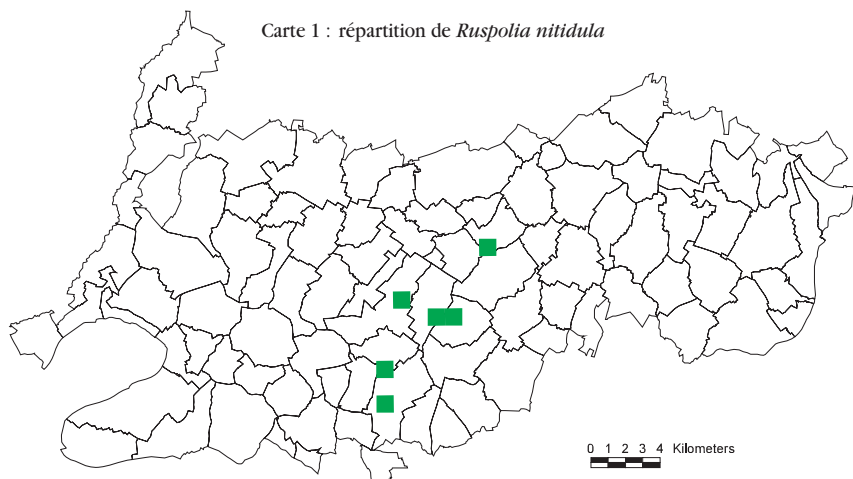 Carte 1 : répartition de Ruspolia nitidula
0 1 2 3 4 Kilometers